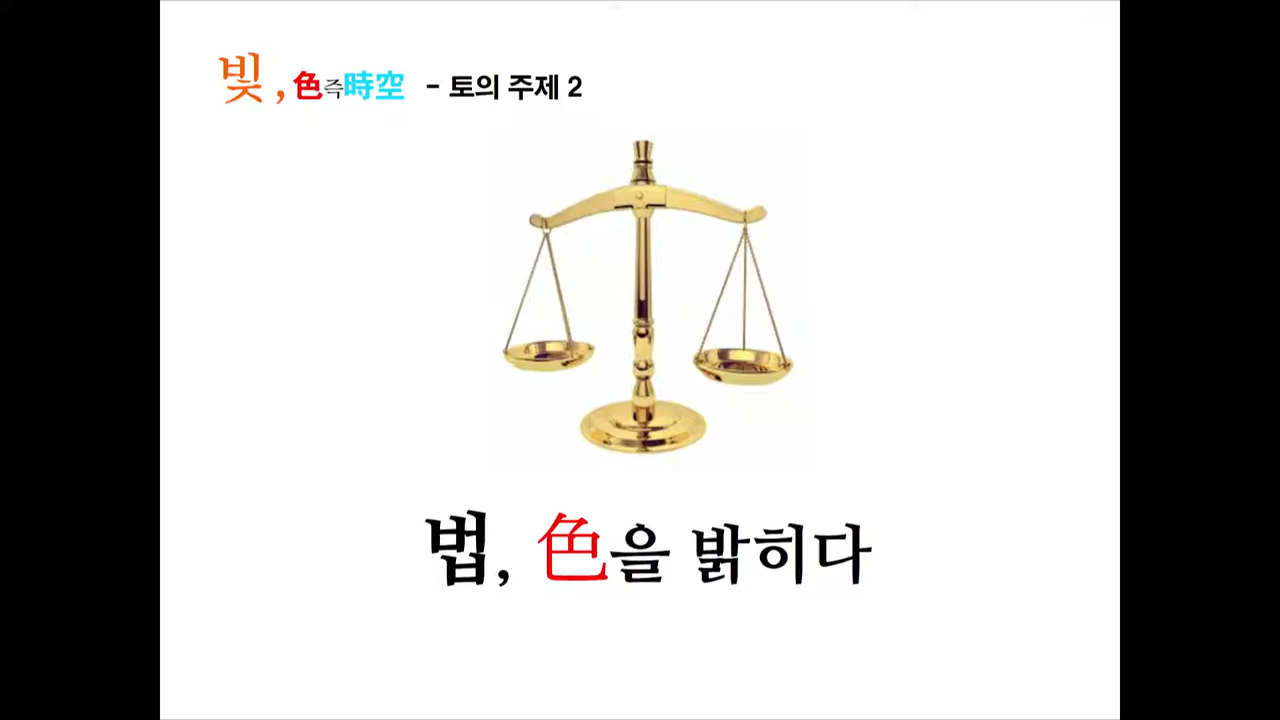 빛, 色즉時空 - 토의 주제 2
법, 色을 밝히다